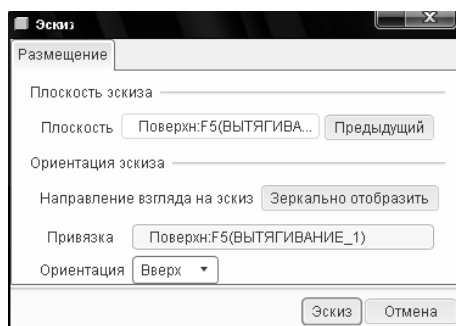 Эскиз
Размещение
Плоскость эскиза
Плоскость Поверхн:F5(ВЫТЯГИВА... Предыдущий
Ориентация эскиза
Направление взгляда на эскиз Зеркально отобразить
Привязка Поверхн:F5(ВЫТЯГИВАНИЕ_1)
Ориентация Вверх
Эскиз Отмена